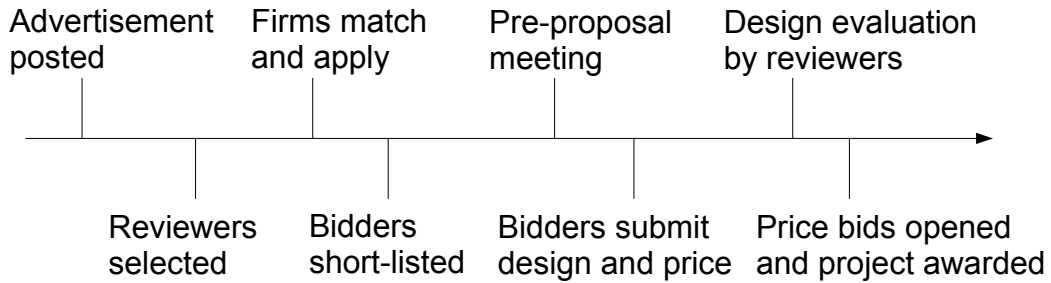 Advertisement
posted
Firms match
and apply
Pre-proposal
meeting
Design evaluation
by reviewers
Reviewers
selected
Bidders
short-listed
Bidders submit
design and price
Price bids opened
and project awarded